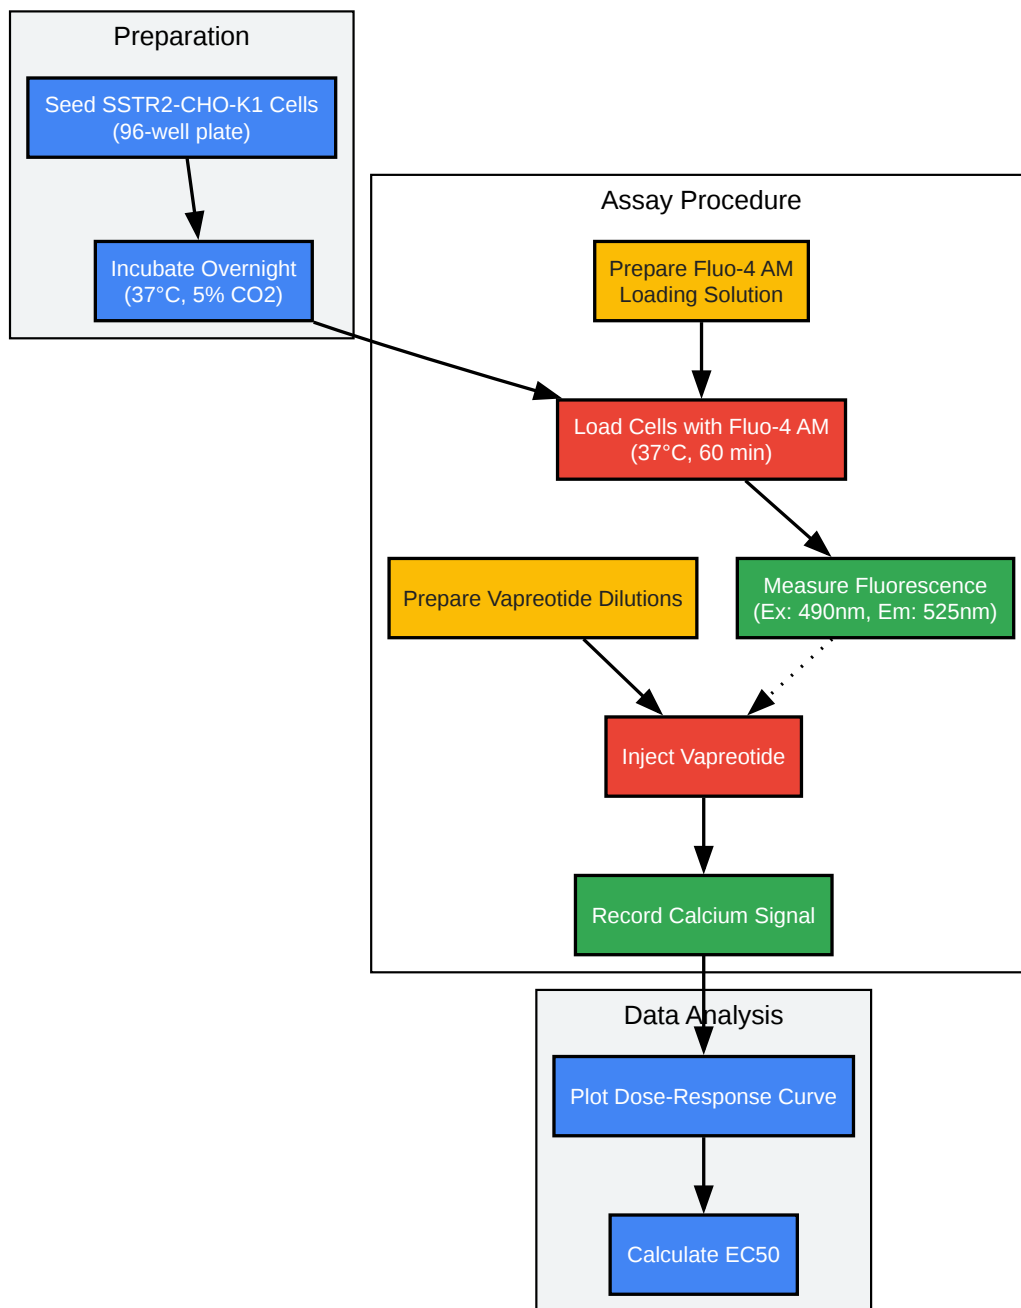 Preparation
Seed SSTR2-CHO-K1 Cells
(96-well plate)
Incubate Overnight
(37°C, 5% CO2)
Assay Procedure
Prepare Fluo-4 AM
Loading Solution
Load Cells with Fluo-4 AM
(37°C, 60 min)
Prepare Vapreotide Dilutions
Measure Fluorescence
(Ex: 490nm, Em: 525nm)
Inject Vapreotide
Record Calcium Signal
Data Analysis
Plot Dose-Response Curve
Calculate EC50